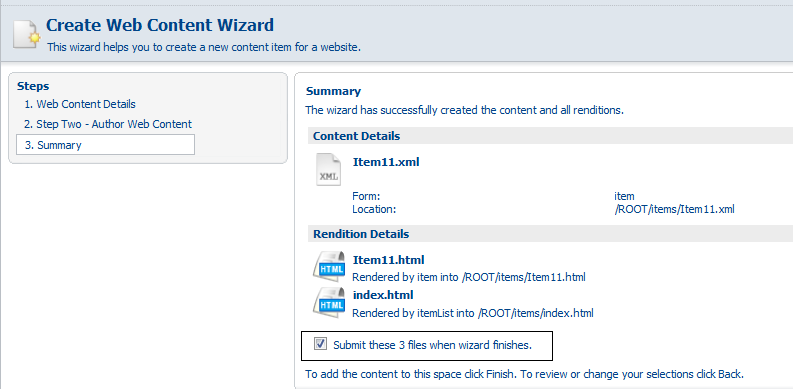 Create Web Content Wizard
This wizard helps you to create a new content item for a website.
Steps
1. Web Content Details
2. Step Two - Author Web Content
3. Summary
Summary
The wizard has successfully created the content and all renditions.
Content Details
XML
Item11.xml
Form: item
Location: /ROOT/items/Item11.xml
Rendition Details
HTML
Item11.html
Rendered by item into /ROOT/items/Item11.html
HTML
index.html
Rendered by itemList into /ROOT/items/index.html
Submit these 3 files when wizard finishes.
To add the content to this space click Finish. To review or change your selections click Back.